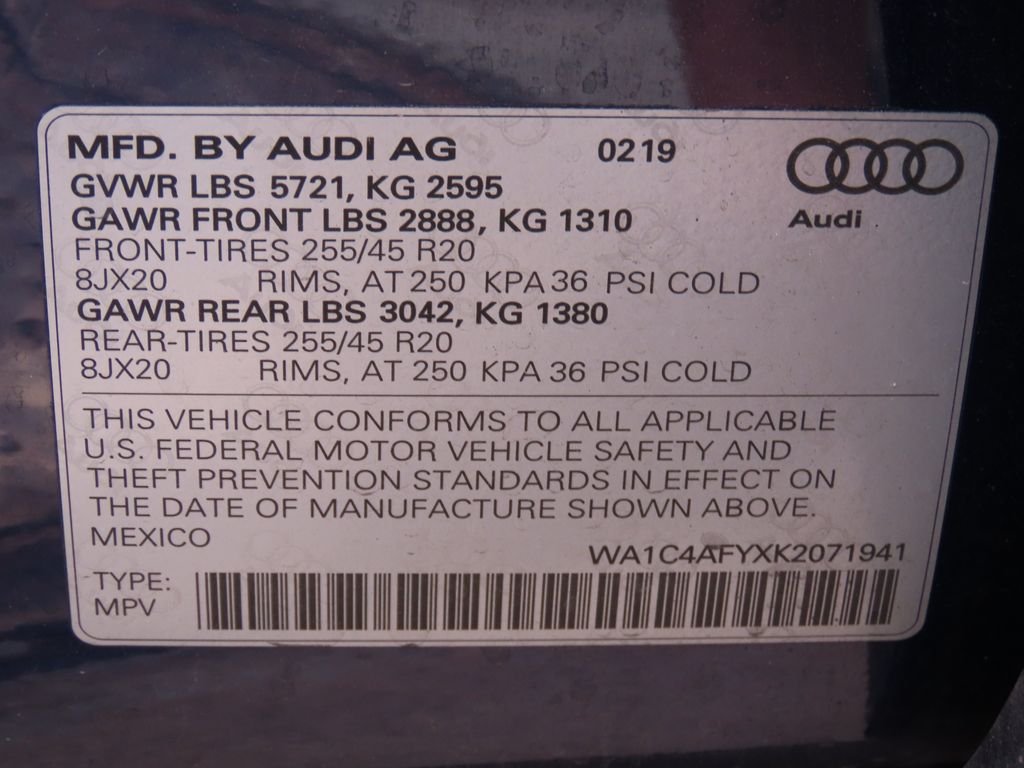 MFD. BY AUDI AG 0219
Audi
GVWR LBS 5721, KG 2595
GAWR FRONT LBS 2888, KG 1310
FRONT-TIRES 255/45 R20
8JX20 RIMS, AT 250 KPA 36 PSI COLD
GAWR REAR LBS 3042, KG 1380
REAR-TIRES 255/45 R20
8JX20 RIMS, AT 250 KPA 36 PSI COLD
THIS VEHICLE CONFORMS TO ALL APPLICABLE
U.S. FEDERAL MOTOR VEHICLE SAFETY AND
THEFT PREVENTION STANDARDS IN EFFECT ON
THE DATE OF MANUFACTURE SHOWN ABOVE.
MEXICO
WA1C4AFYXK2071941
TYPE:
MPV